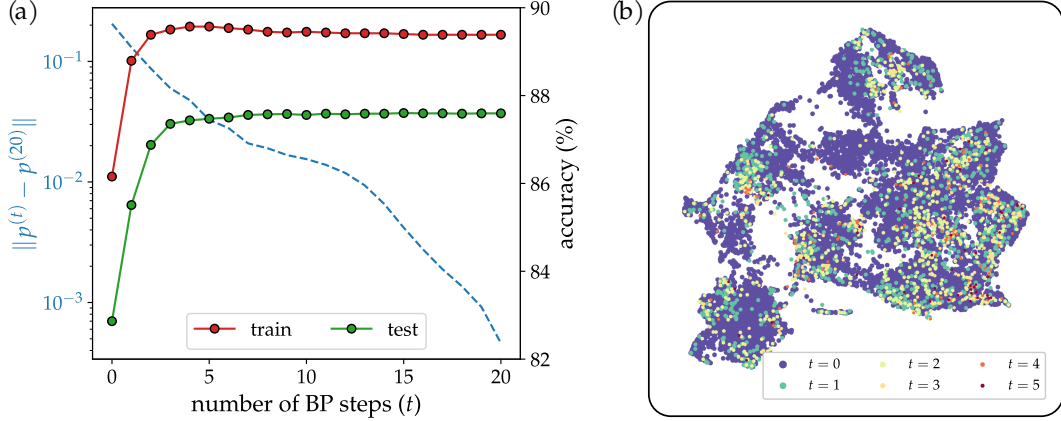 (a)
‖p(t) − p(20)‖
10⁻¹
10⁻²
10⁻³
train
test
0
5
10
15
20
number of BP steps (t)
90
88
86
84
82
accuracy (%)
(b)
t = 0
t = 1
t = 2
t = 3
t = 4
t = 5